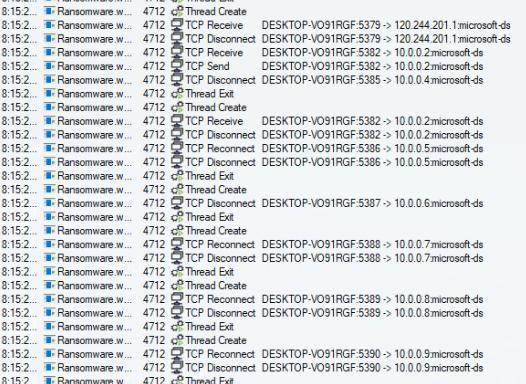 8:15:2... Ransomware.w... 4712 Thread Exit
8:15:2... Ransomware.w... 4712 Thread Create
8:15:2... Ransomware.w... 4712 TCP Receive DESKTOP-VO91RGF:5379 -> 120.244.201.1:microsoft-ds
8:15:2... Ransomware.w... 4712 TCP Disconnect DESKTOP-VO91RGF:5379 -> 120.244.201.1:microsoft-ds
8:15:2... Ransomware.w... 4712 TCP Receive DESKTOP-VO91RGF:5382 -> 10.0.0.2:microsoft-ds
8:15:2... Ransomware.w... 4712 TCP Send DESKTOP-VO91RGF:5382 -> 10.0.0.2:microsoft-ds
8:15:2... Ransomware.w... 4712 TCP Disconnect DESKTOP-VO91RGF:5385 -> 10.0.0.4:microsoft-ds
8:15:2... Ransomware.w... 4712 Thread Exit
8:15:2... Ransomware.w... 4712 Thread Create
8:15:2... Ransomware.w... 4712 TCP Receive DESKTOP-VO91RGF:5382 -> 10.0.0.2:microsoft-ds
8:15:2... Ransomware.w... 4712 TCP Disconnect DESKTOP-VO91RGF:5382 -> 10.0.0.2:microsoft-ds
8:15:2... Ransomware.w... 4712 TCP Reconnect DESKTOP-VO91RGF:5386 -> 10.0.0.5:microsoft-ds
8:15:2... Ransomware.w... 4712 TCP Disconnect DESKTOP-VO91RGF:5386 -> 10.0.0.5:microsoft-ds
8:15:2... Ransomware.w... 4712 Thread Exit
8:15:2... Ransomware.w... 4712 Thread Create
8:15:2... Ransomware.w... 4712 TCP Disconnect DESKTOP-VO91RGF:5387 -> 10.0.0.6:microsoft-ds
8:15:2... Ransomware.w... 4712 Thread Exit
8:15:2... Ransomware.w... 4712 Thread Create
8:15:2... Ransomware.w... 4712 TCP Reconnect DESKTOP-VO91RGF:5388 -> 10.0.0.7:microsoft-ds
8:15:2... Ransomware.w... 4712 TCP Disconnect DESKTOP-VO91RGF:5388 -> 10.0.0.7:microsoft-ds
8:15:2... Ransomware.w... 4712 Thread Exit
8:15:2... Ransomware.w... 4712 Thread Create
8:15:2... Ransomware.w... 4712 TCP Reconnect DESKTOP-VO91RGF:5389 -> 10.0.0.8:microsoft-ds
8:15:2... Ransomware.w... 4712 TCP Disconnect DESKTOP-VO91RGF:5389 -> 10.0.0.8:microsoft-ds
8:15:2... Ransomware.w... 4712 Thread Exit
8:15:2... Ransomware.w... 4712 Thread Create
8:15:2... Ransomware.w... 4712 TCP Reconnect DESKTOP-VO91RGF:5390 -> 10.0.0.9:microsoft-ds
8:15:2... Ransomware.w... 4712 TCP Disconnect DESKTOP-VO91RGF:5390 -> 10.0.0.9:microsoft-ds
8:15:2... Ransomware.w... 4712 Thread Exit